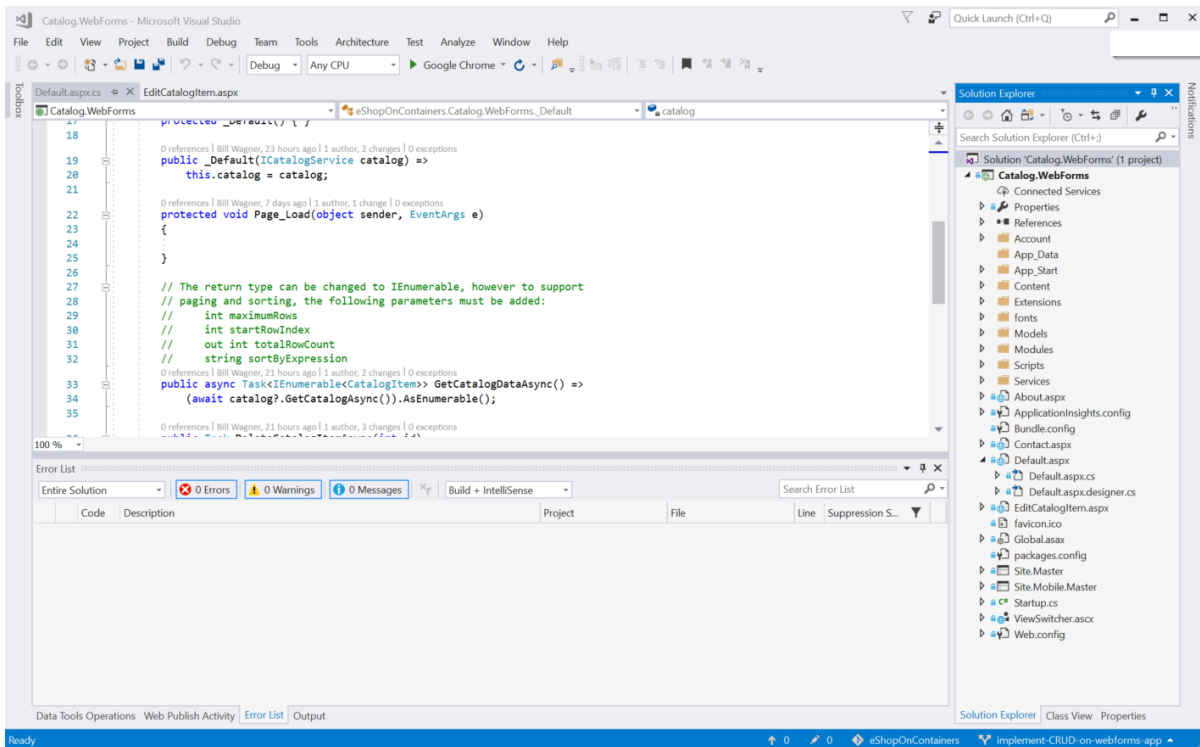 Catalog.WebForms - Microsoft Visual Studio
Quick Launch (Ctrl+Q)
File Edit View Project Build Debug Team Tools Architecture Test Analyze Window Help
Debug Any CPU Google Chrome
Toolbox
Default.aspx.cs EditCatalogItem.aspx
Catalog.WebForms eShopOnContainers.Catalog.WebForms._Default catalog
17 protected _Default() { }
18
0 references | Bill Wagner, 23 hours ago | 1 author, 2 changes | 0 exceptions
19 public _Default(ICatalogService catalog) =>
20 this.catalog = catalog;
21
0 references | Bill Wagner, 7 days ago | 1 author, 1 change | 0 exceptions
22 protected void Page_Load(object sender, EventArgs e)
23 {
24
25 }
26
27 // The return type can be changed to IEnumerable, however to support
28 // paging and sorting, the following parameters must be added:
29 // int maximumRows
30 // int startRowIndex
31 // out int totalRowCount
32 // string sortByExpression
0 references | Bill Wagner, 21 hours ago | 1 author, 2 changes | 0 exceptions
33 public async Task<IEnumerable<CatalogItem>> GetCatalogDataAsync() =>
34 (await catalog?.GetCatalogAsync()).AsEnumerable();
35
0 references | Bill Wagner, 21 hours ago | 1 author, 3 changes | 0 exceptions
36 public Task DeleteCatalogItemAsync(int id)
100 %
Error List
Entire Solution 0 Errors 0 Warnings 0 Messages Build + IntelliSense Search Error List
Code Description Project File Line Suppression S...
Data Tools Operations Web Publish Activity Error List Output
Solution Explorer
Search Solution Explorer (Ctrl+;)
Solution 'Catalog.WebForms' (1 project)
Catalog.WebForms
Connected Services
Properties
References
Account
App_Data
App_Start
Content
Extensions
fonts
Models
Modules
Scripts
Services
About.aspx
ApplicationInsights.config
Bundle.config
Contact.aspx
Default.aspx
Default.aspx.cs
Default.aspx.designer.cs
EditCatalogItem.aspx
favicon.ico
Global.asax
packages.config
Site.Master
Site.Mobile.Master
C# Startup.cs
ViewSwitcher.ascx
Web.config
Solution Explorer Class View Properties
Notifications
Ready 0 0 eShopOnContainers implement-CRUD-on-webforms-app